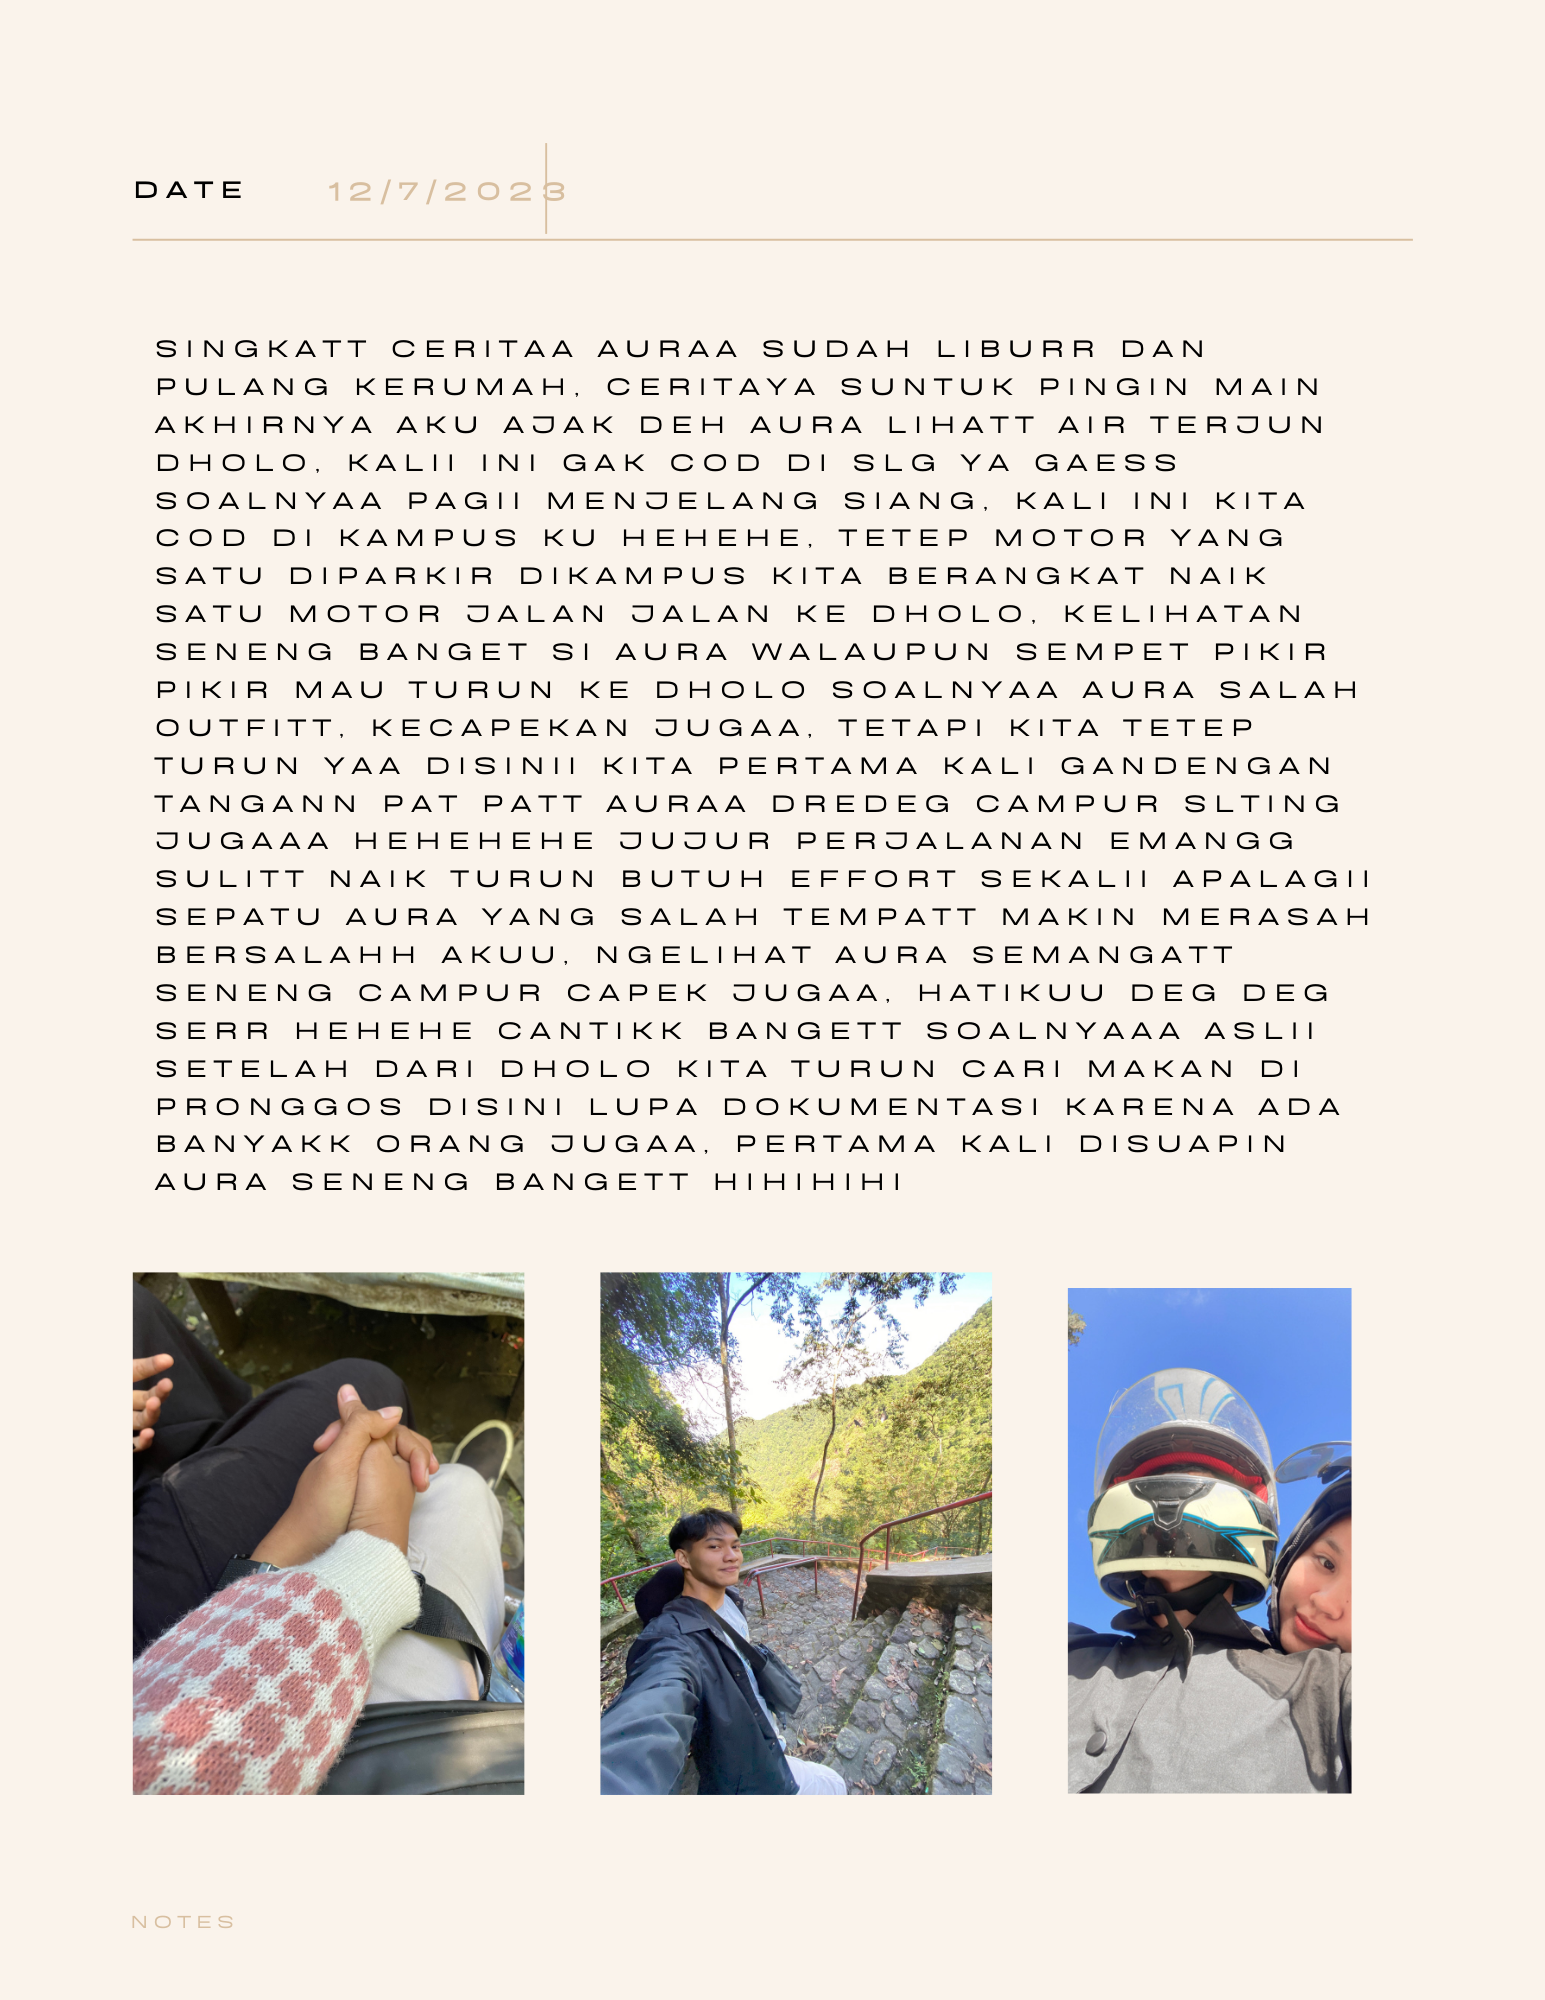 DATE 12/7/2023
SINGKATT CERITAA AURAA SUDAH LIBURR DAN
PULANG KERUMAH, CERITAYA SUNTUK PINGIN MAIN
AKHIRNYA AKU AJAK DEH AURA LIHATT AIR TERJUN
DHOLO, KALII INI GAK COD DI SLG YA GAESS
SOALNYAA PAGII MENJELANG SIANG, KALI INI KITA
COD DI KAMPUS KU HEHEHE, TETEP MOTOR YANG
SATU DIPARKIR DIKAMPUS KITA BERANGKAT NAIK
SATU MOTOR JALAN JALAN KE DHOLO, KELIHATAN
SENENG BANGET SI AURA WALAUPUN SEMPET PIKIR
PIKIR MAU TURUN KE DHOLO SOALNYAA AURA SALAH
OUTFITT, KECAPEKAN JUGAA, TETAPI KITA TETEP
TURUN YAA DISINII KITA PERTAMA KALI GANDENGAN
TANGANN PAT PATT AURAA DREDEG CAMPUR SLTING
JUGAAA HEHEHEHE JUJUR PERJALANAN EMANGG
SULITT NAIK TURUN BUTUH EFFORT SEKALII APALAGII
SEPATU AURA YANG SALAH TEMPATT MAKIN MERASAH
BERSALAHH AKUU, NGELIHAT AURA SEMANGATT
SENENG CAMPUR CAPEK JUGAA, HATIKUU DEG DEG
SERR HEHEHE CANTIKK BANGETT SOALNYAAA ASLII
SETELAH DARI DHOLO KITA TURUN CARI MAKAN DI
PRONGGOS DISINI LUPA DOKUMENTASI KARENA ADA
BANYAKK ORANG JUGAA, PERTAMA KALI DISUAPIN
AURA SENENG BANGETT HIHIHIHI
NOTES